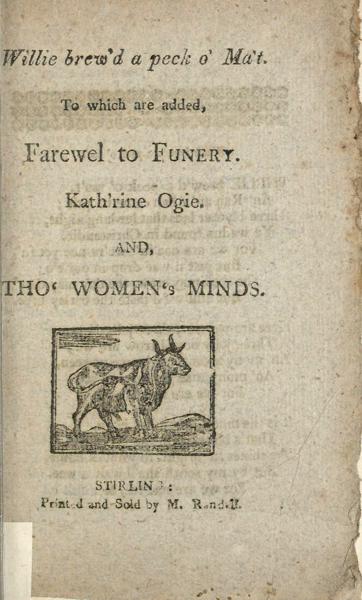 Willie brew'd a peck o' Ma't.
To which are added,
Farewel to FUNERY.
Kath'rine Ogie.
AND,
THO' WOMEN's MINDS.
STIRLING:
Printed and Sold by M. Randall.